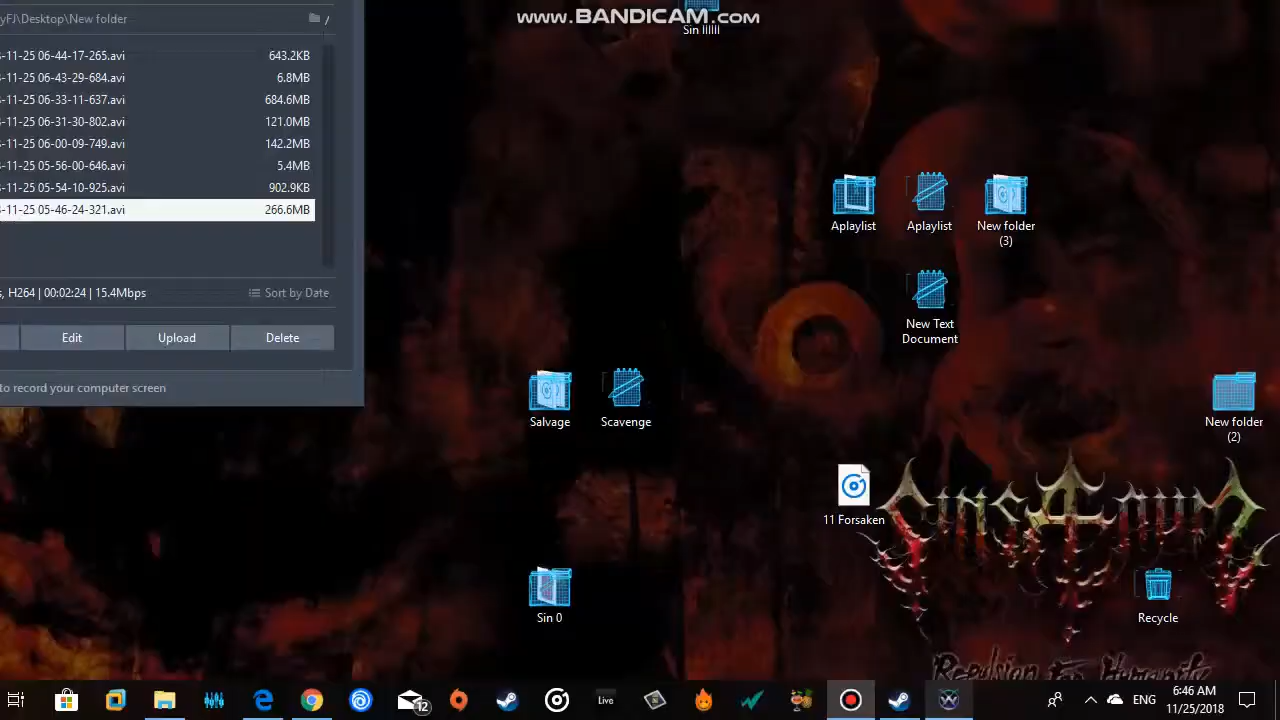 yFJ\Desktop\New folder
www.BANDICAM.com
Sin IIIIII
-11-25 06-44-17-265.avi 643.2KB
-11-25 06-43-29-684.avi 6.8MB
-11-25 06-33-11-637.avi 684.6MB
-11-25 06-31-30-802.avi 121.0MB
-11-25 06-00-09-749.avi 142.2MB
-11-25 05-56-00-646.avi 5.4MB
-11-25 05-54-10-925.avi 902.9KB
-11-25 05-46-24-321.avi 266.6MB
s, H264 | 00:02:24 | 15.4Mbps Sort by Date
Edit Upload Delete
to record your computer screen
Aplaylist Aplaylist New folder
(3)
New Text
Document
Salvage Scavenge
New folder
(2)
11 Forsaken
Sinsaenum
Sin 0
Recycle
Repulsion For Humanity
12
Live
ENG
6:46 AM
11/25/2018